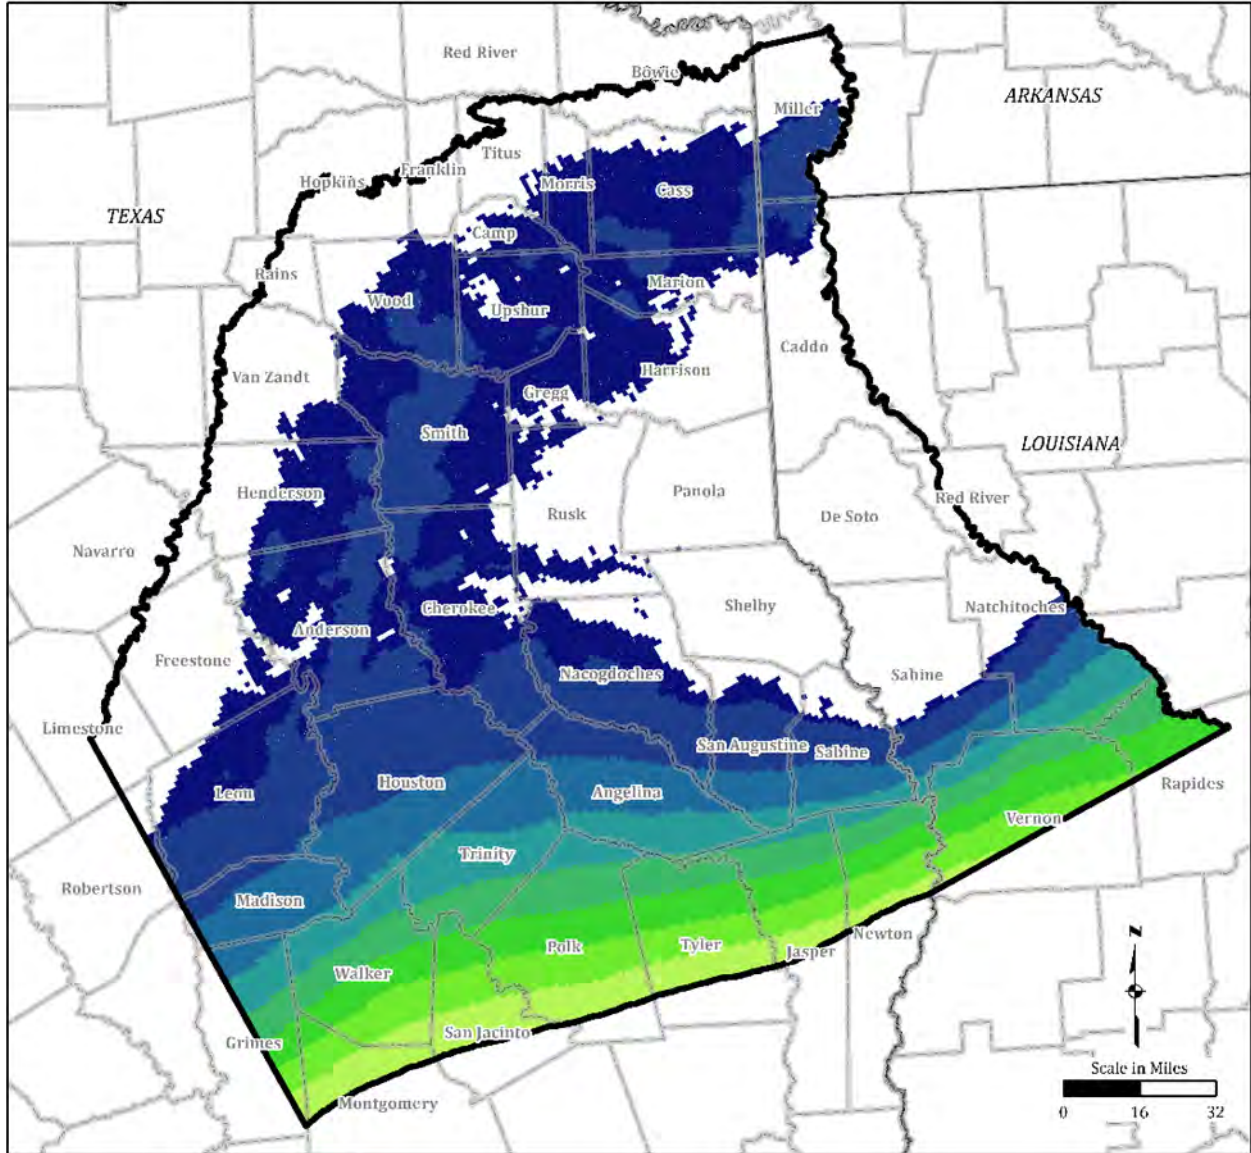 Red River
Bowie
ARKANSAS
Miller
Titus
Franklin
Hopkins
Morris
Cass
TEXAS
Camp
Rains
Marion
Wood
Upshur
Caddo
Harrison
Van Zandt
Gregg
Smith
LOUISIANA
Henderson
Panola
Red River
Rusk
De Soto
Navarro
Shelby
Natchitoches
Cherokee
Anderson
Freestone
Nacogdoches
Sabine
Limestone
San Augustine
Sabine
Houston
Rapides
Leon
Angelina
Vernon
Trinity
Robertson
Madison
N
Newton
Polk
Tyler
Jasper
Walker
San Jacinto
Grimes
Scale in Miles
Montgomery
0 16 32